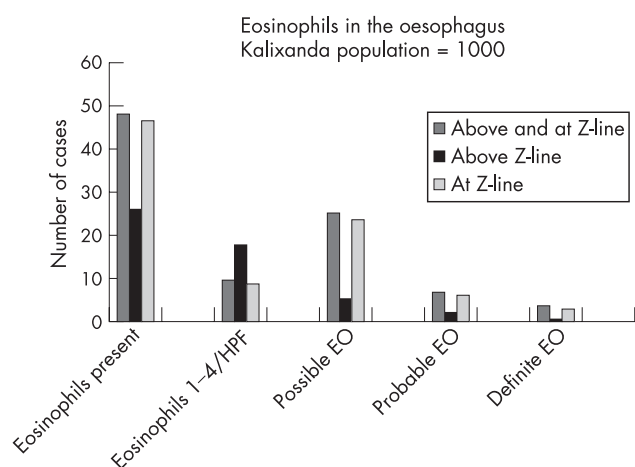 Eosinophils in the oesophagus
Kalixanda population = 1000
Number of cases
60
50
40
30
20
10
0
Above and at Z-line
Above Z-line
At Z-line
Eosinophils present
Eosinophils 1–4/HPF
Possible EO
Probable EO
Definite EO